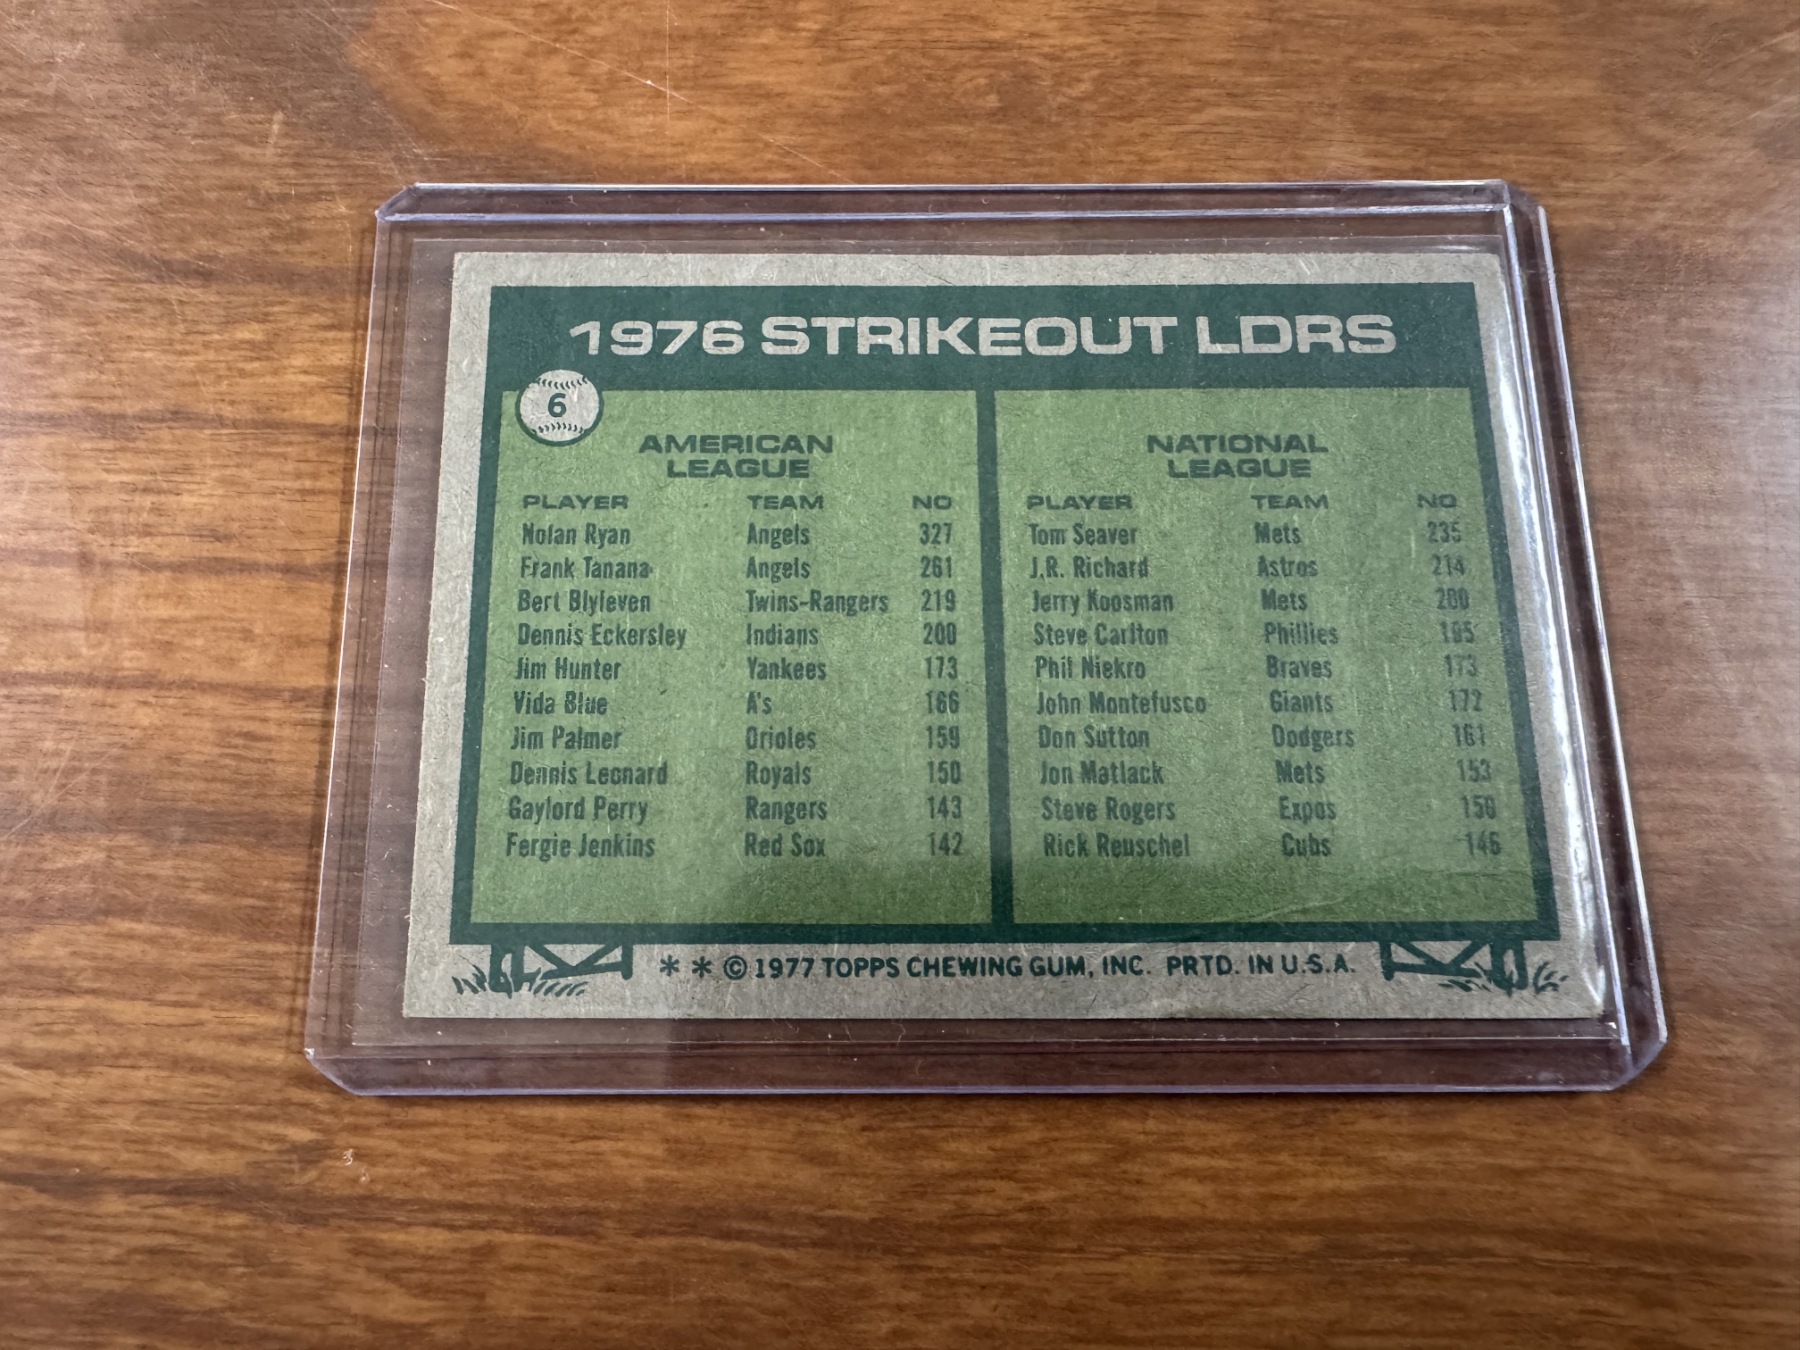 1976 STRIKEOUT LDRS
6
AMERICAN
LEAGUE
PLAYER TEAM NO
Nolan Ryan Angels 327
Frank Tanana Angels 261
Bert Blyleven Twins-Rangers 219
Dennis Eckersley Indians 200
Jim Hunter Yankees 173
Vida Blue A's 166
Jim Palmer Orioles 159
Dennis Leonard Royals 150
Gaylord Perry Rangers 143
Fergie Jenkins Red Sox 142
NATIONAL
LEAGUE
PLAYER TEAM NO
Tom Seaver Mets 235
J.R. Richard Astros 214
Jerry Koosman Mets 200
Steve Carlton Phillies 195
Phil Niekro Braves 173
John Montefusco Giants 172
Don Sutton Dodgers 161
Jon Matlack Mets 153
Steve Rogers Expos 150
Rick Reuschel Cubs 146
* * © 1977 TOPPS CHEWING GUM, INC. PRTD. IN U.S.A.